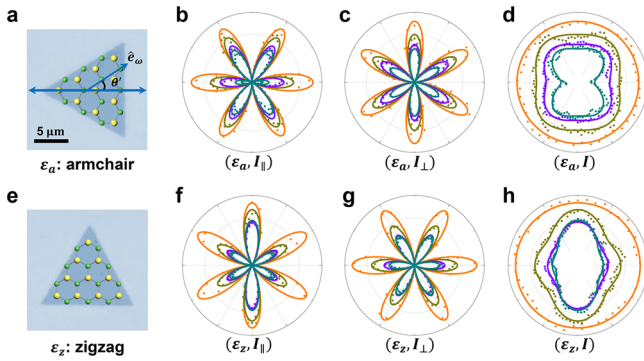 a
b
c
d
ê_ω
θ′
5 μm
ε_a: armchair
(ε_a, I_∥)
(ε_a, I_⊥)
(ε_a, I)
e
f
g
h
ε_z: zigzag
(ε_z, I_∥)
(ε_z, I_⊥)
(ε_z, I)